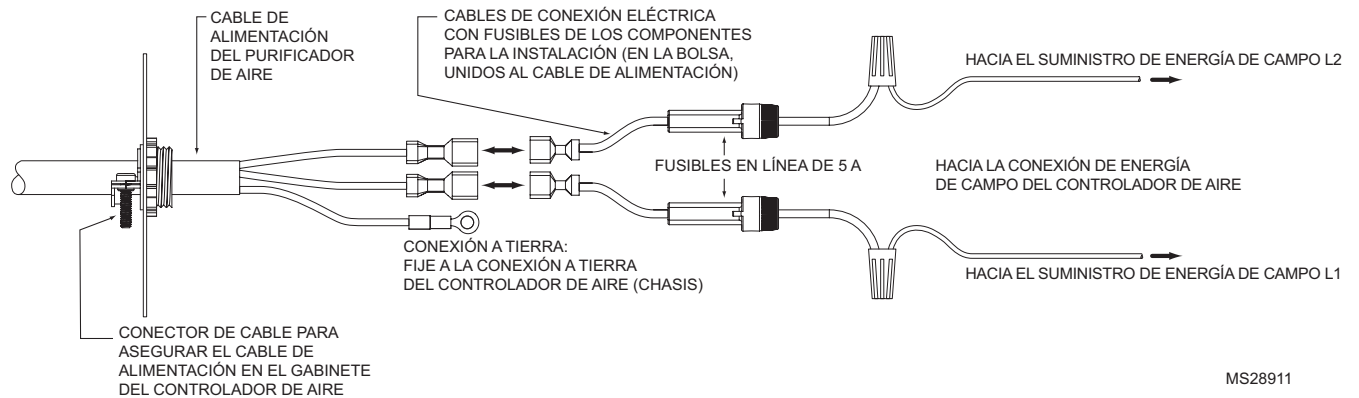 CABLE DE
ALIMENTACIÓN
DEL PURIFICADOR
DE AIRE
CABLES DE CONEXIÓN ELÉCTRICA
CON FUSIBLES DE LOS COMPONENTES
PARA LA INSTALACIÓN (EN LA BOLSA,
UNIDOS AL CABLE DE ALIMENTACIÓN)
HACIA EL SUMINISTRO DE ENERGÍA DE CAMPO L2
FUSIBLES EN LÍNEA DE 5 A
HACIA LA CONEXIÓN DE ENERGÍA
DE CAMPO DEL CONTROLADOR DE AIRE
CONEXIÓN A TIERRA:
FIJE A LA CONEXIÓN A TIERRA
DEL CONTROLADOR DE AIRE (CHASIS)
HACIA EL SUMINISTRO DE ENERGÍA DE CAMPO L1
CONECTOR DE CABLE PARA
ASEGURAR EL CABLE DE
ALIMENTACIÓN EN EL GABINETE
DEL CONTROLADOR DE AIRE
MS28911